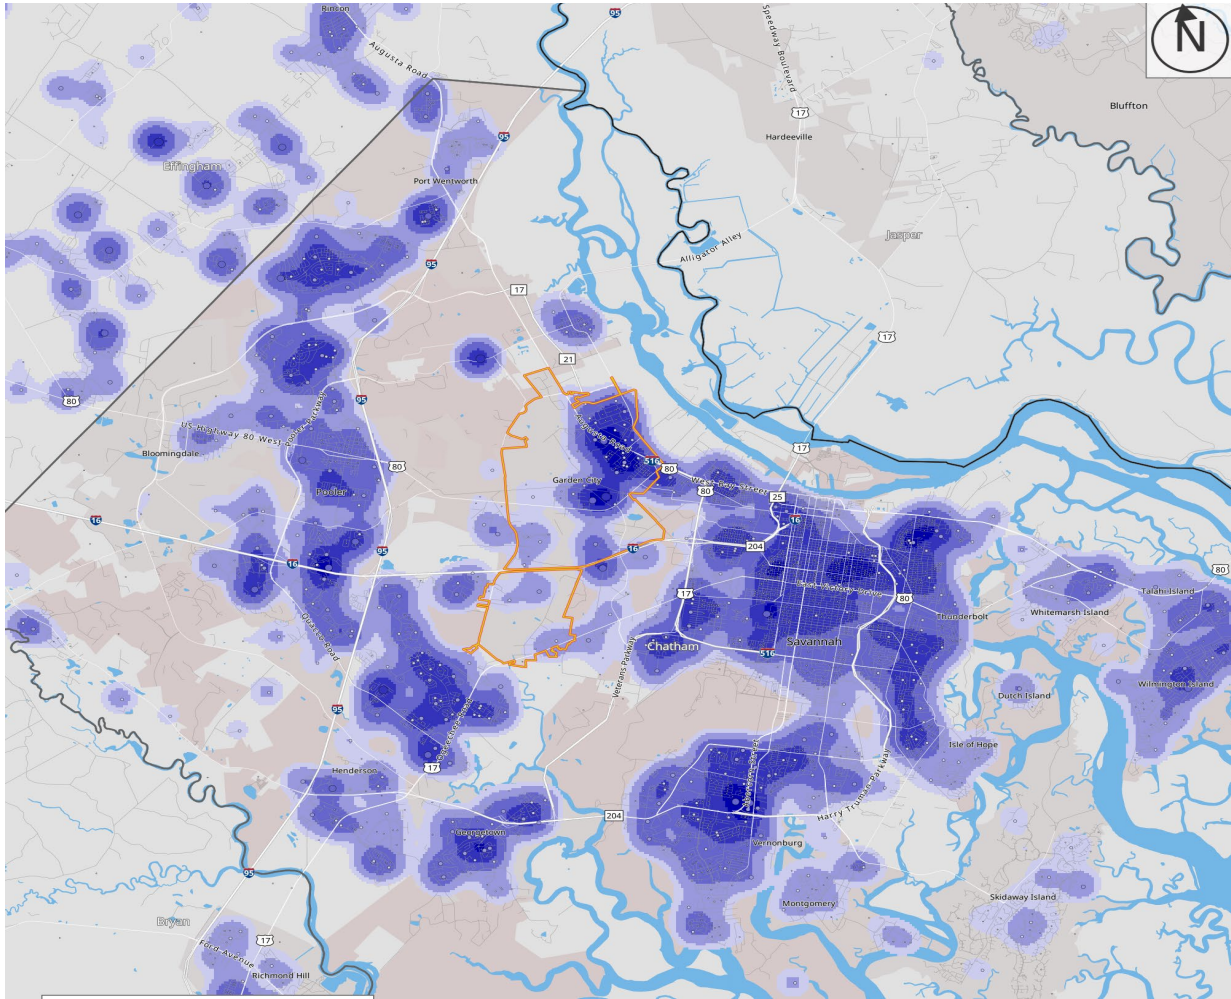 Rincon
95
Speedway Boulevard
N
Augusta Road
Bluffton
17
Hardeeville
95
Effingham
Port Wentworth
Jasper
Alligator Alley
95
17
17
21
80
95
Pooler Parkway
US Highway 80 West
Augusta Road
Bloomingdale
17
516
80
80
Garden City
West Bay Street
80
Pooler
25
16
16
95
204
16
16
80
17
East Victory Drive
80
Talahi Island
Whitemarsh Island
Thunderbolt
Quacco Road
Savannah
Chatham
516
Veterans Parkway
Wilmington Island
Dutch Island
95
Isle of Hope
17
Henderson
Harry Truman Parkway
204
Georgetown
Vernonburg
95
Skidaway Island
Montgomery
Bryan
17
Ford Avenue
Richmond Hill